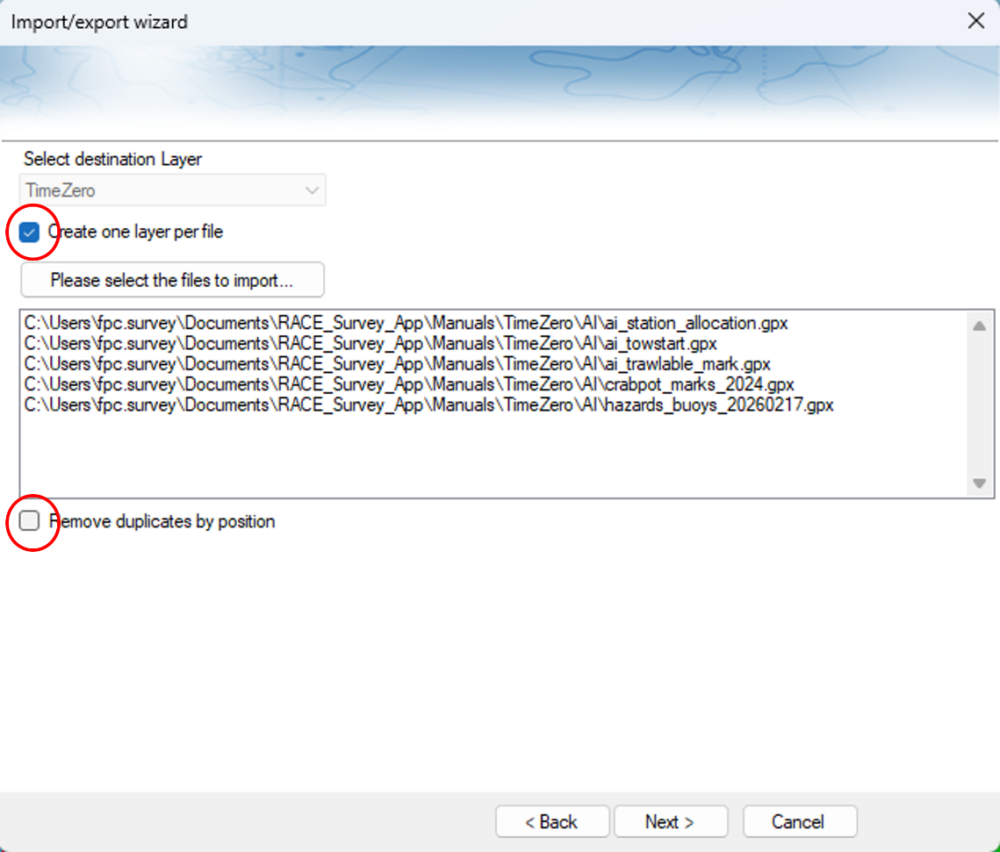 Import/export wizard
Select destination Layer
TimeZero
Create one layer per file
Please select the files to import...
C:\Users\fpc.survey\Documents\RACE_Survey_App\Manuals\TimeZero\AI\ai_station_allocation.gpx
C:\Users\fpc.survey\Documents\RACE_Survey_App\Manuals\TimeZero\AI\ai_towstart.gpx
C:\Users\fpc.survey\Documents\RACE_Survey_App\Manuals\TimeZero\AI\ai_trawlable_mark.gpx
C:\Users\fpc.survey\Documents\RACE_Survey_App\Manuals\TimeZero\AI\crabpot_marks_2024.gpx
C:\Users\fpc.survey\Documents\RACE_Survey_App\Manuals\TimeZero\AI\hazards_buoys_20260217.gpx
Remove duplicates by position
< Back
Next >
Cancel